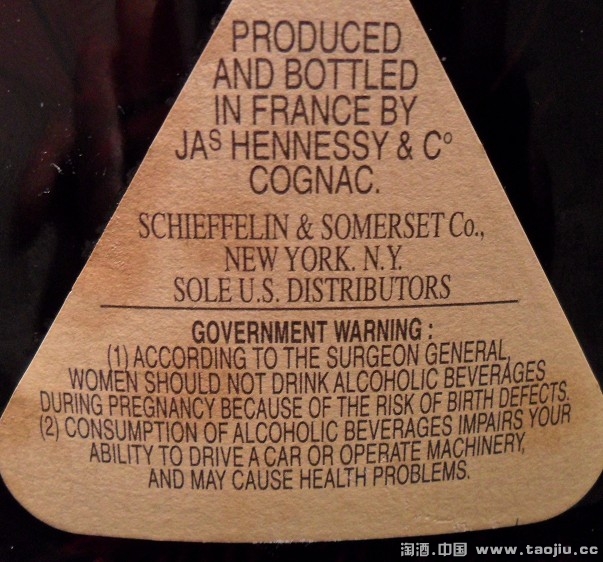 PRODUCED
AND BOTTLED
IN FRANCE BY
JAS HENNESSY & Co
COGNAC.
SCHIEFFELIN & SOMERSET Co.,
NEW YORK. N.Y.
SOLE U.S. DISTRIBUTORS
GOVERNMENT WARNING :
(1) ACCORDING TO THE SURGEON GENERAL,
WOMEN SHOULD NOT DRINK ALCOHOLIC BEVERAGES
DURING PREGNANCY BECAUSE OF THE RISK OF BIRTH DEFECTS.
(2) CONSUMPTION OF ALCOHOLIC BEVERAGES IMPAIRS YOUR
ABILITY TO DRIVE A CAR OR OPERATE MACHINERY,
AND MAY CAUSE HEALTH PROBLEMS.
淘酒.中国 www.taojiu.cc